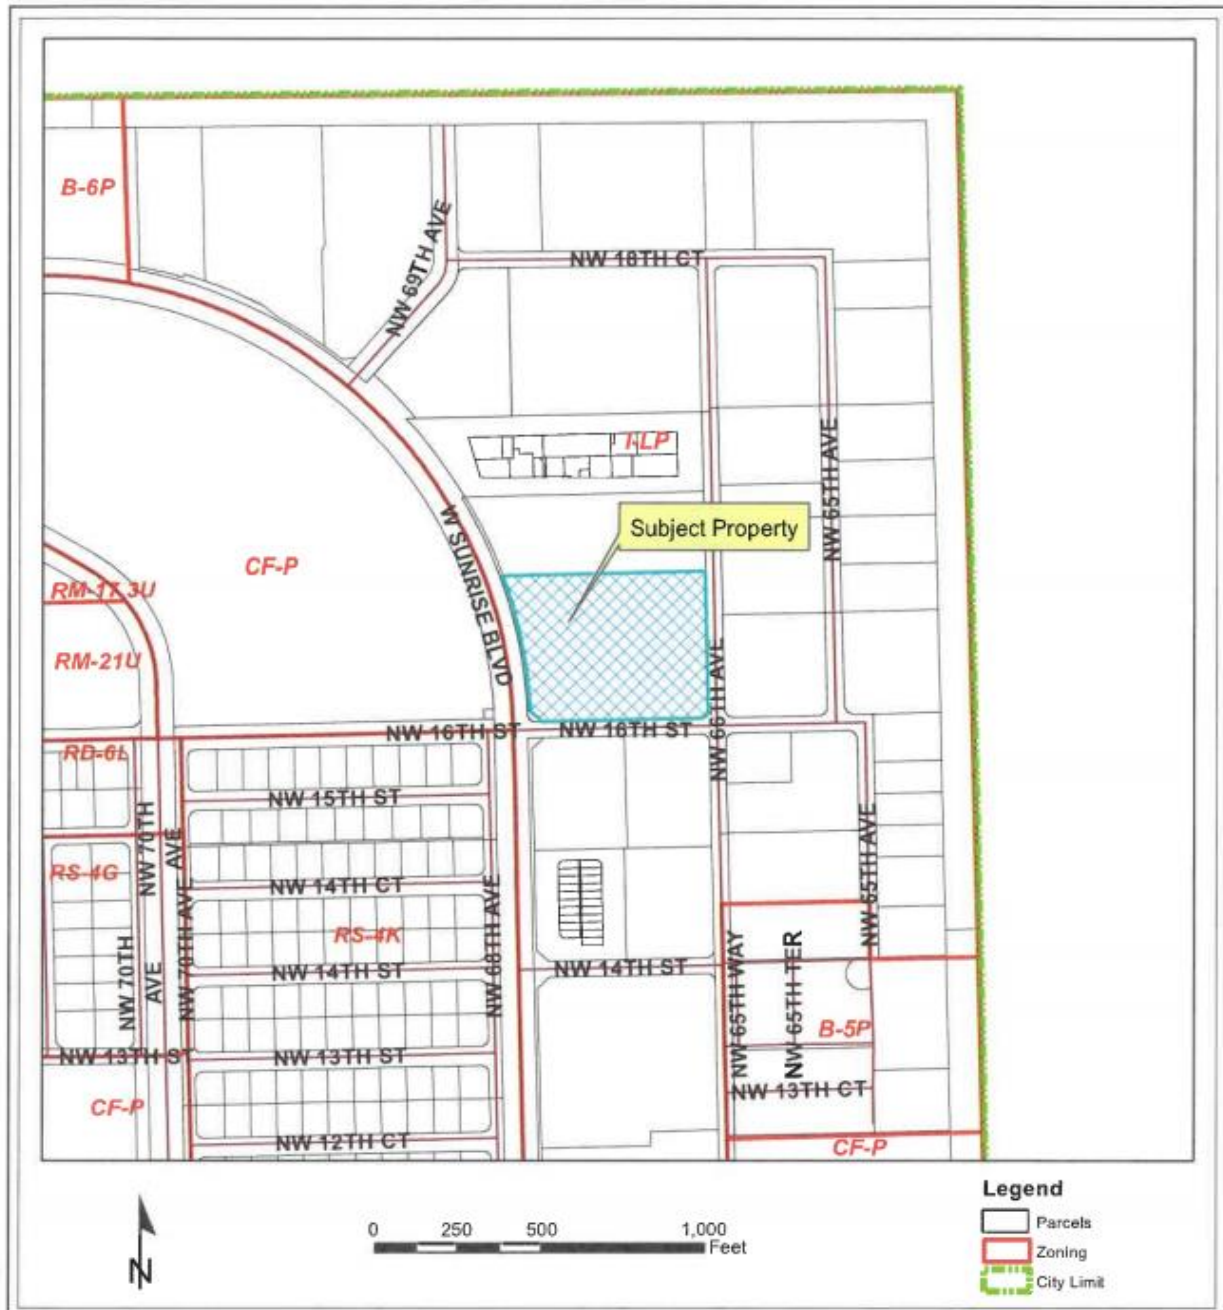 B-6P
NW 69TH AVE
NW 18TH CT
I-LP
NW 65TH AVE
Subject Property
W SUNRISE BLVD
CF-P
RM-17.3U
RM-21U
NW 66TH AVE
NW 16TH ST
NW 16TH ST
RD-6L
NW 15TH ST
NW 70TH
AVE
NW 65TH AVE
RS-4G
NW 14TH CT
NW 70TH AVE
RS-4K
NW 68TH AVE
NW 70TH
AVE
NW 14TH ST
NW 14TH ST
NW 65TH WAY
NW 65TH TER
B-5P
NW 13TH ST
NW 13TH ST
NW 13TH CT
CF-P
NW 12TH CT
CF-P
N
0 250 500 1,000
Feet
Legend
Parcels
Zoning
City Limit